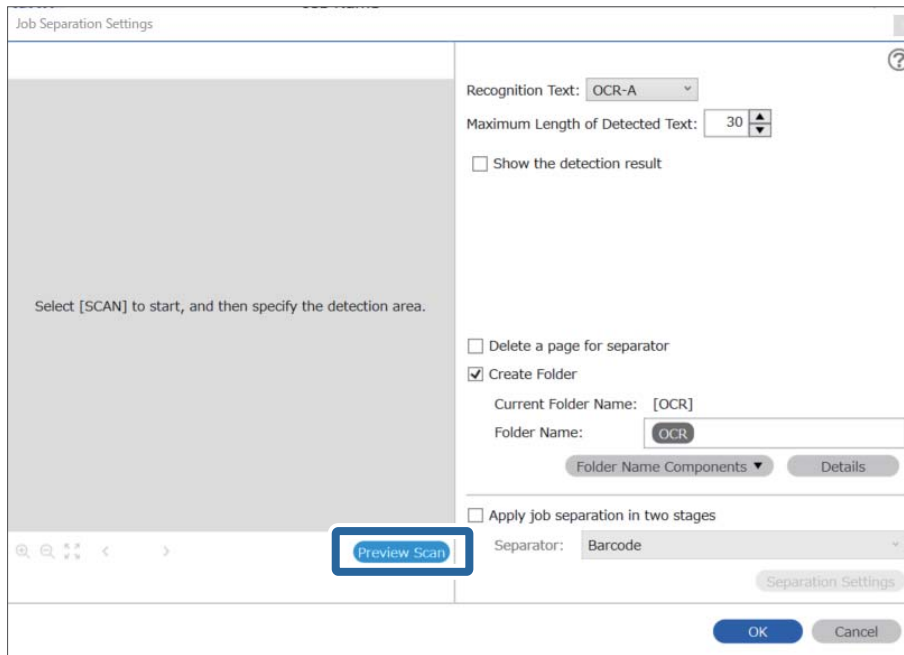 Job Separation Settings
Recognition Text: OCR-A
Maximum Length of Detected Text: 30
Show the detection result
Select [SCAN] to start, and then specify the detection area.
Delete a page for separator
Create Folder
Current Folder Name: [OCR]
Folder Name: OCR
Folder Name Components ▼ Details
Apply job separation in two stages
Preview Scan
Separator: Barcode
Separation Settings
OK Cancel